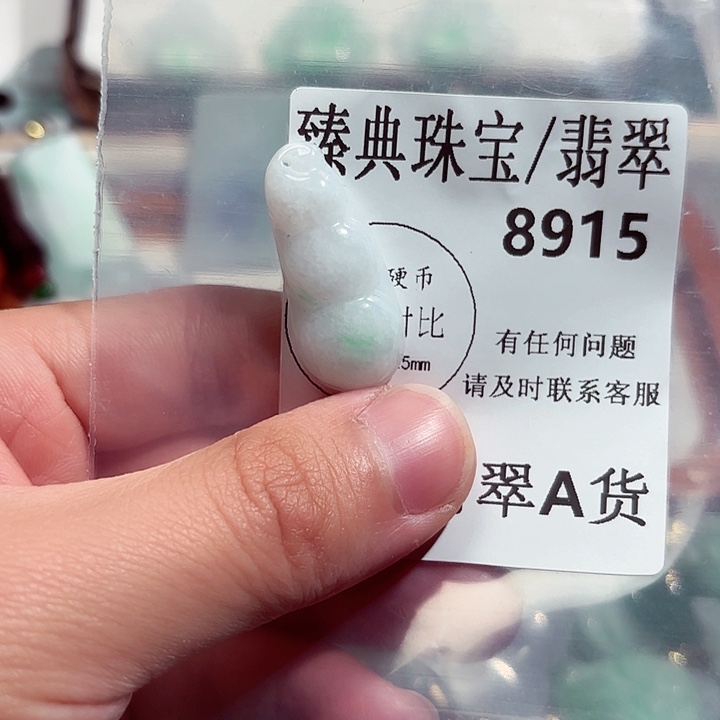 臻典珠宝/翡翠
8915
硬币
比
5mm
有任何问题
请及时联系客服
翠A货